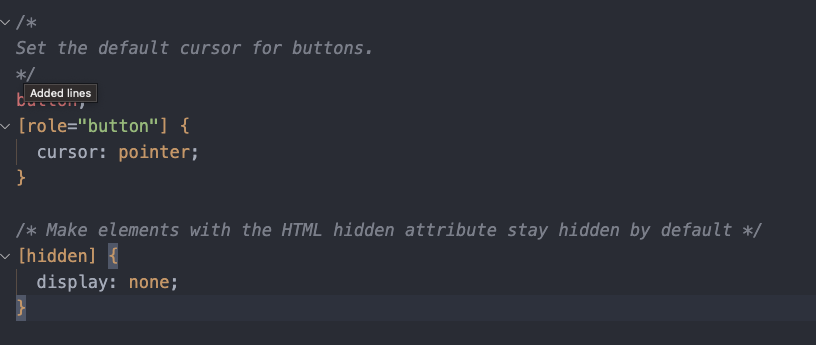 /*
Set the default cursor for buttons.
*/
Added lines
[role="button"] {
cursor: pointer;
}
/* Make elements with the HTML hidden attribute stay hidden by default */
[hidden] {
display: none;
}